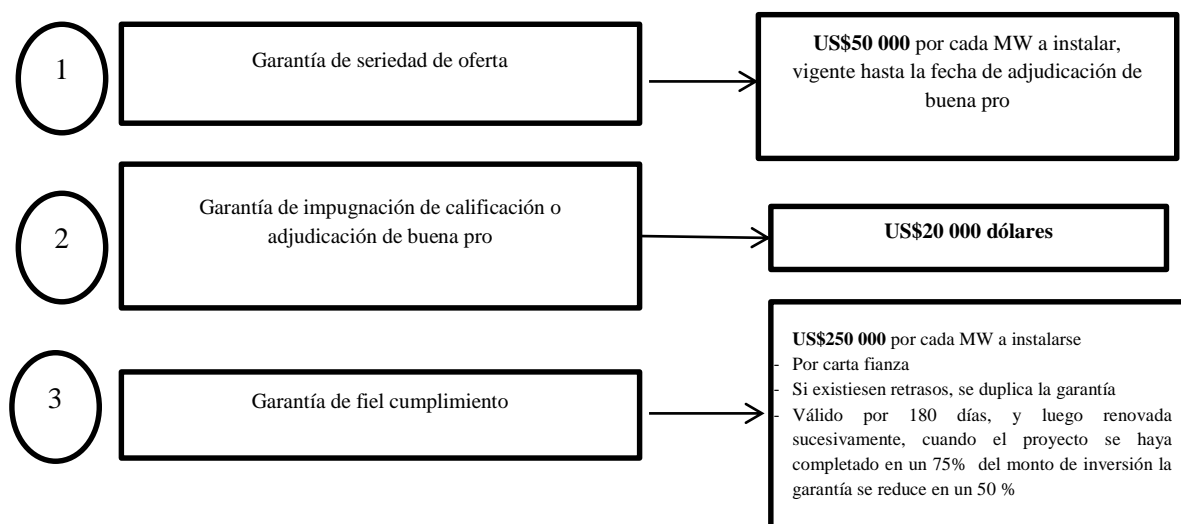 1
Garantía de seriedad de oferta
US$50 000 por cada MW a instalar,
vigente hasta la fecha de adjudicación de
buena pro
2
Garantía de impugnación de calificación o
adjudicación de buena pro
US$20 000 dólares
3
Garantía de fiel cumplimiento
US$250 000 por cada MW a instalarse
- Por carta fianza
- Si existiesen retrasos, se duplica la garantía
- Válido por 180 días, y luego renovada
sucesivamente, cuando el proyecto se haya
completado en un 75% del monto de inversión la
garantía se reduce en un 50 %